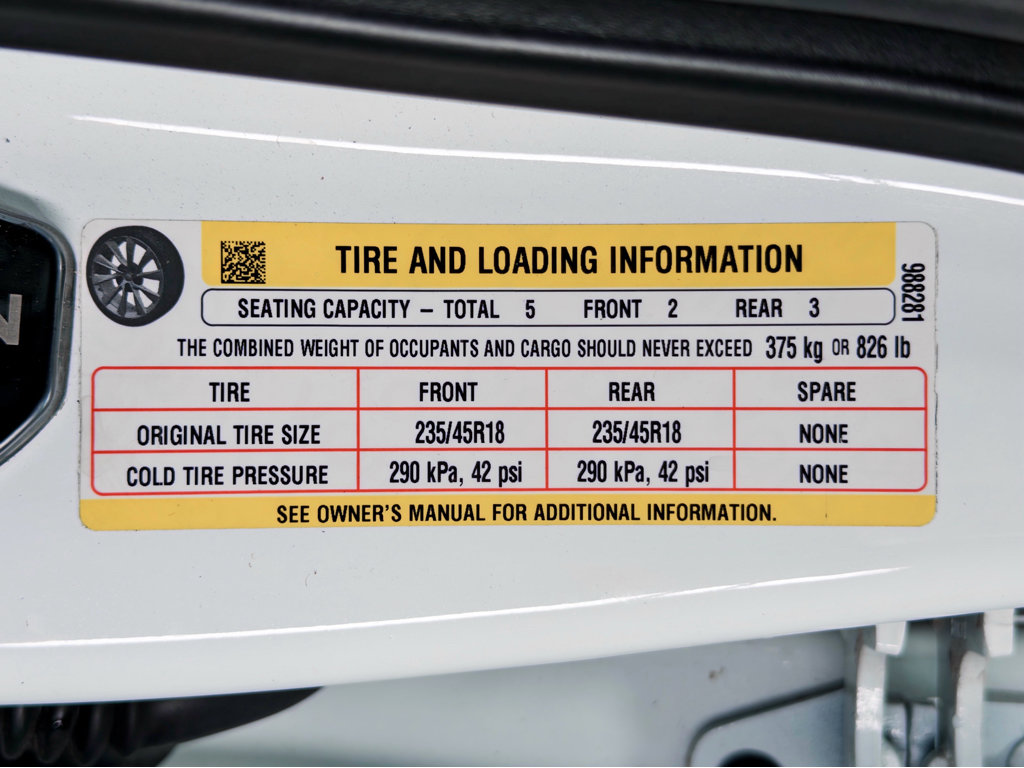 TIRE AND LOADING INFORMATION
SEATING CAPACITY – TOTAL 5 FRONT 2 REAR 3
988281
THE COMBINED WEIGHT OF OCCUPANTS AND CARGO SHOULD NEVER EXCEED 375 kg OR 826 lb
TIRE FRONT REAR SPARE
ORIGINAL TIRE SIZE 235/45R18 235/45R18 NONE
COLD TIRE PRESSURE 290 kPa, 42 psi 290 kPa, 42 psi NONE
SEE OWNER'S MANUAL FOR ADDITIONAL INFORMATION.